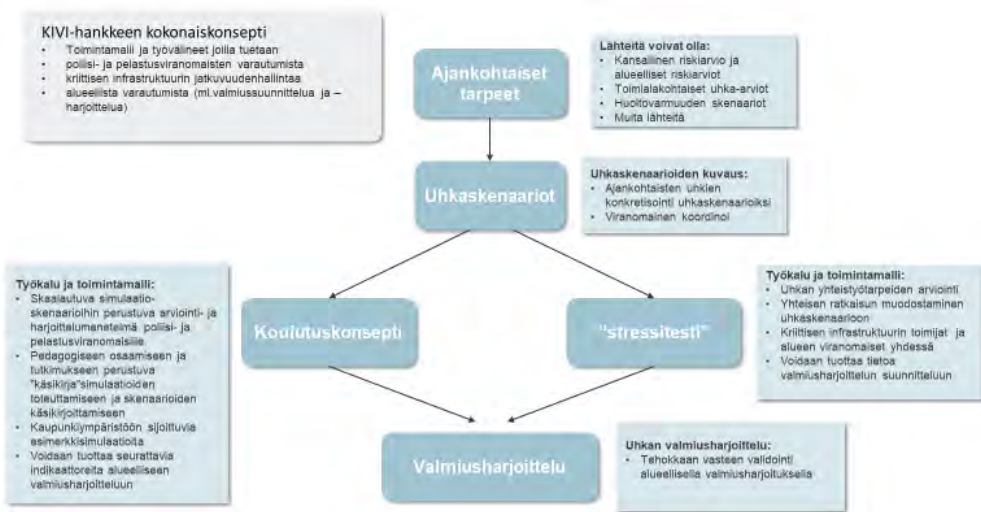 KIVI-hankkeen kokonaiskonsepti
• Toimintamalli ja työvälineet joilla tuetaan
• poliisi- ja pelastusviranomaisten varautumista
• kriittisen infrastruktuurin jatkuvuudenhallintaa
• alueellista varautumista (ml.valmiussuunnittelua ja –
harjoittelua)
Ajankohtaiset
tarpeet
Lähteitä voivat olla:
• Kansallinen riskiarvio ja
alueelliset riskiarviot
• Toimialakohtaiset uhka-arviot
• Huoltovarmuuden skenaariot
• Muita lähteitä
Uhkaskenaariot
Uhkaskenaarioiden kuvaus:
• Ajankohtaisten uhkien
konkretisointi uhkaskenaarioiksi
• Viranomainen koordinoi
Työkalu ja toimintamalli:
• Skaalautuva simulaatio-
skenaarioihin perustuva arviointi- ja
harjoittelumenetelmä poliisi- ja
pelastusviranomaisille
• Pedagogiseen osaamiseen ja
tutkimukseen perustuva
"käsikirja"simulaatioiden
toteuttamiseen ja skenaarioiden
käsikirjoittamiseen
• Kaupunkiympäristöön sijoittuvia
esimerkkisimulaatioita
• Voidaan tuottaa seurattavia
indikaattoreita alueelliseen
valmiusharjoitteluun
Koulutuskonsepti
"stressitesti"
Työkalu ja toimintamalli:
• Uhkan yhteistyötarpeiden arviointi
• Yhteisen ratkaisun muodostaminen
uhkaskenaarioon
• Kriittisen infrastruktuurin toimijat ja
alueen viranomaiset yhdessä
• Voidaan tuottaa tietoa
valmiusharjoittelun suunnitteluun
Valmiusharjoittelu
Uhkan valmiusharjoittelu:
• Tehokkaan vasteen validointi
alueellisella valmiusharjoituksella